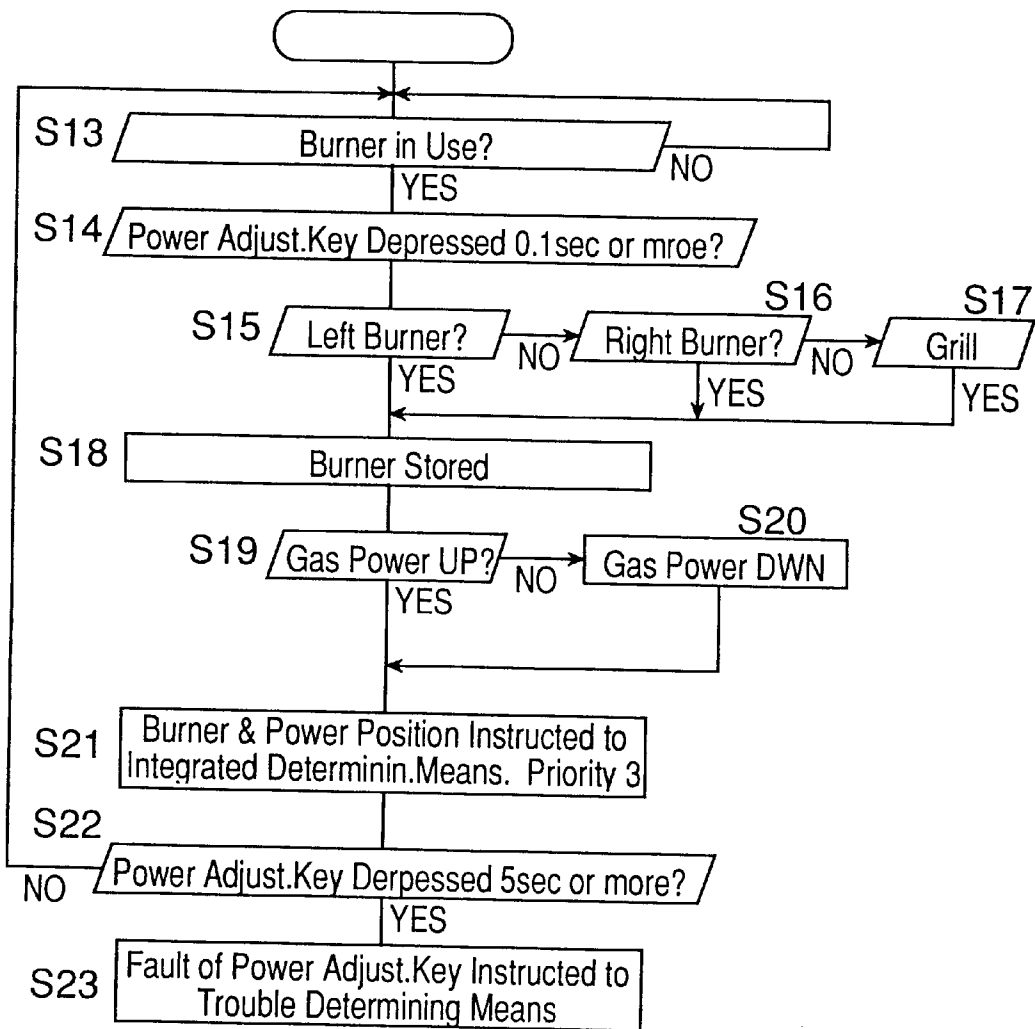 S13
Burner in Use?
NO
YES
S14
Power Adjust.Key Depressed 0.1sec or mroe?
S15
Left Burner?
NO
YES
S16
Right Burner?
NO
YES
S17
Grill
YES
S18
Burner Stored
S19
Gas Power UP?
NO
YES
S20
Gas Power DWN
S21
Burner & Power Position Instructed to
Integrated Determinin.Means. Priority 3
S22
Power Adjust.Key Derpessed 5sec or more?
NO
YES
S23
Fault of Power Adjust.Key Instructed to
Trouble Determining Means